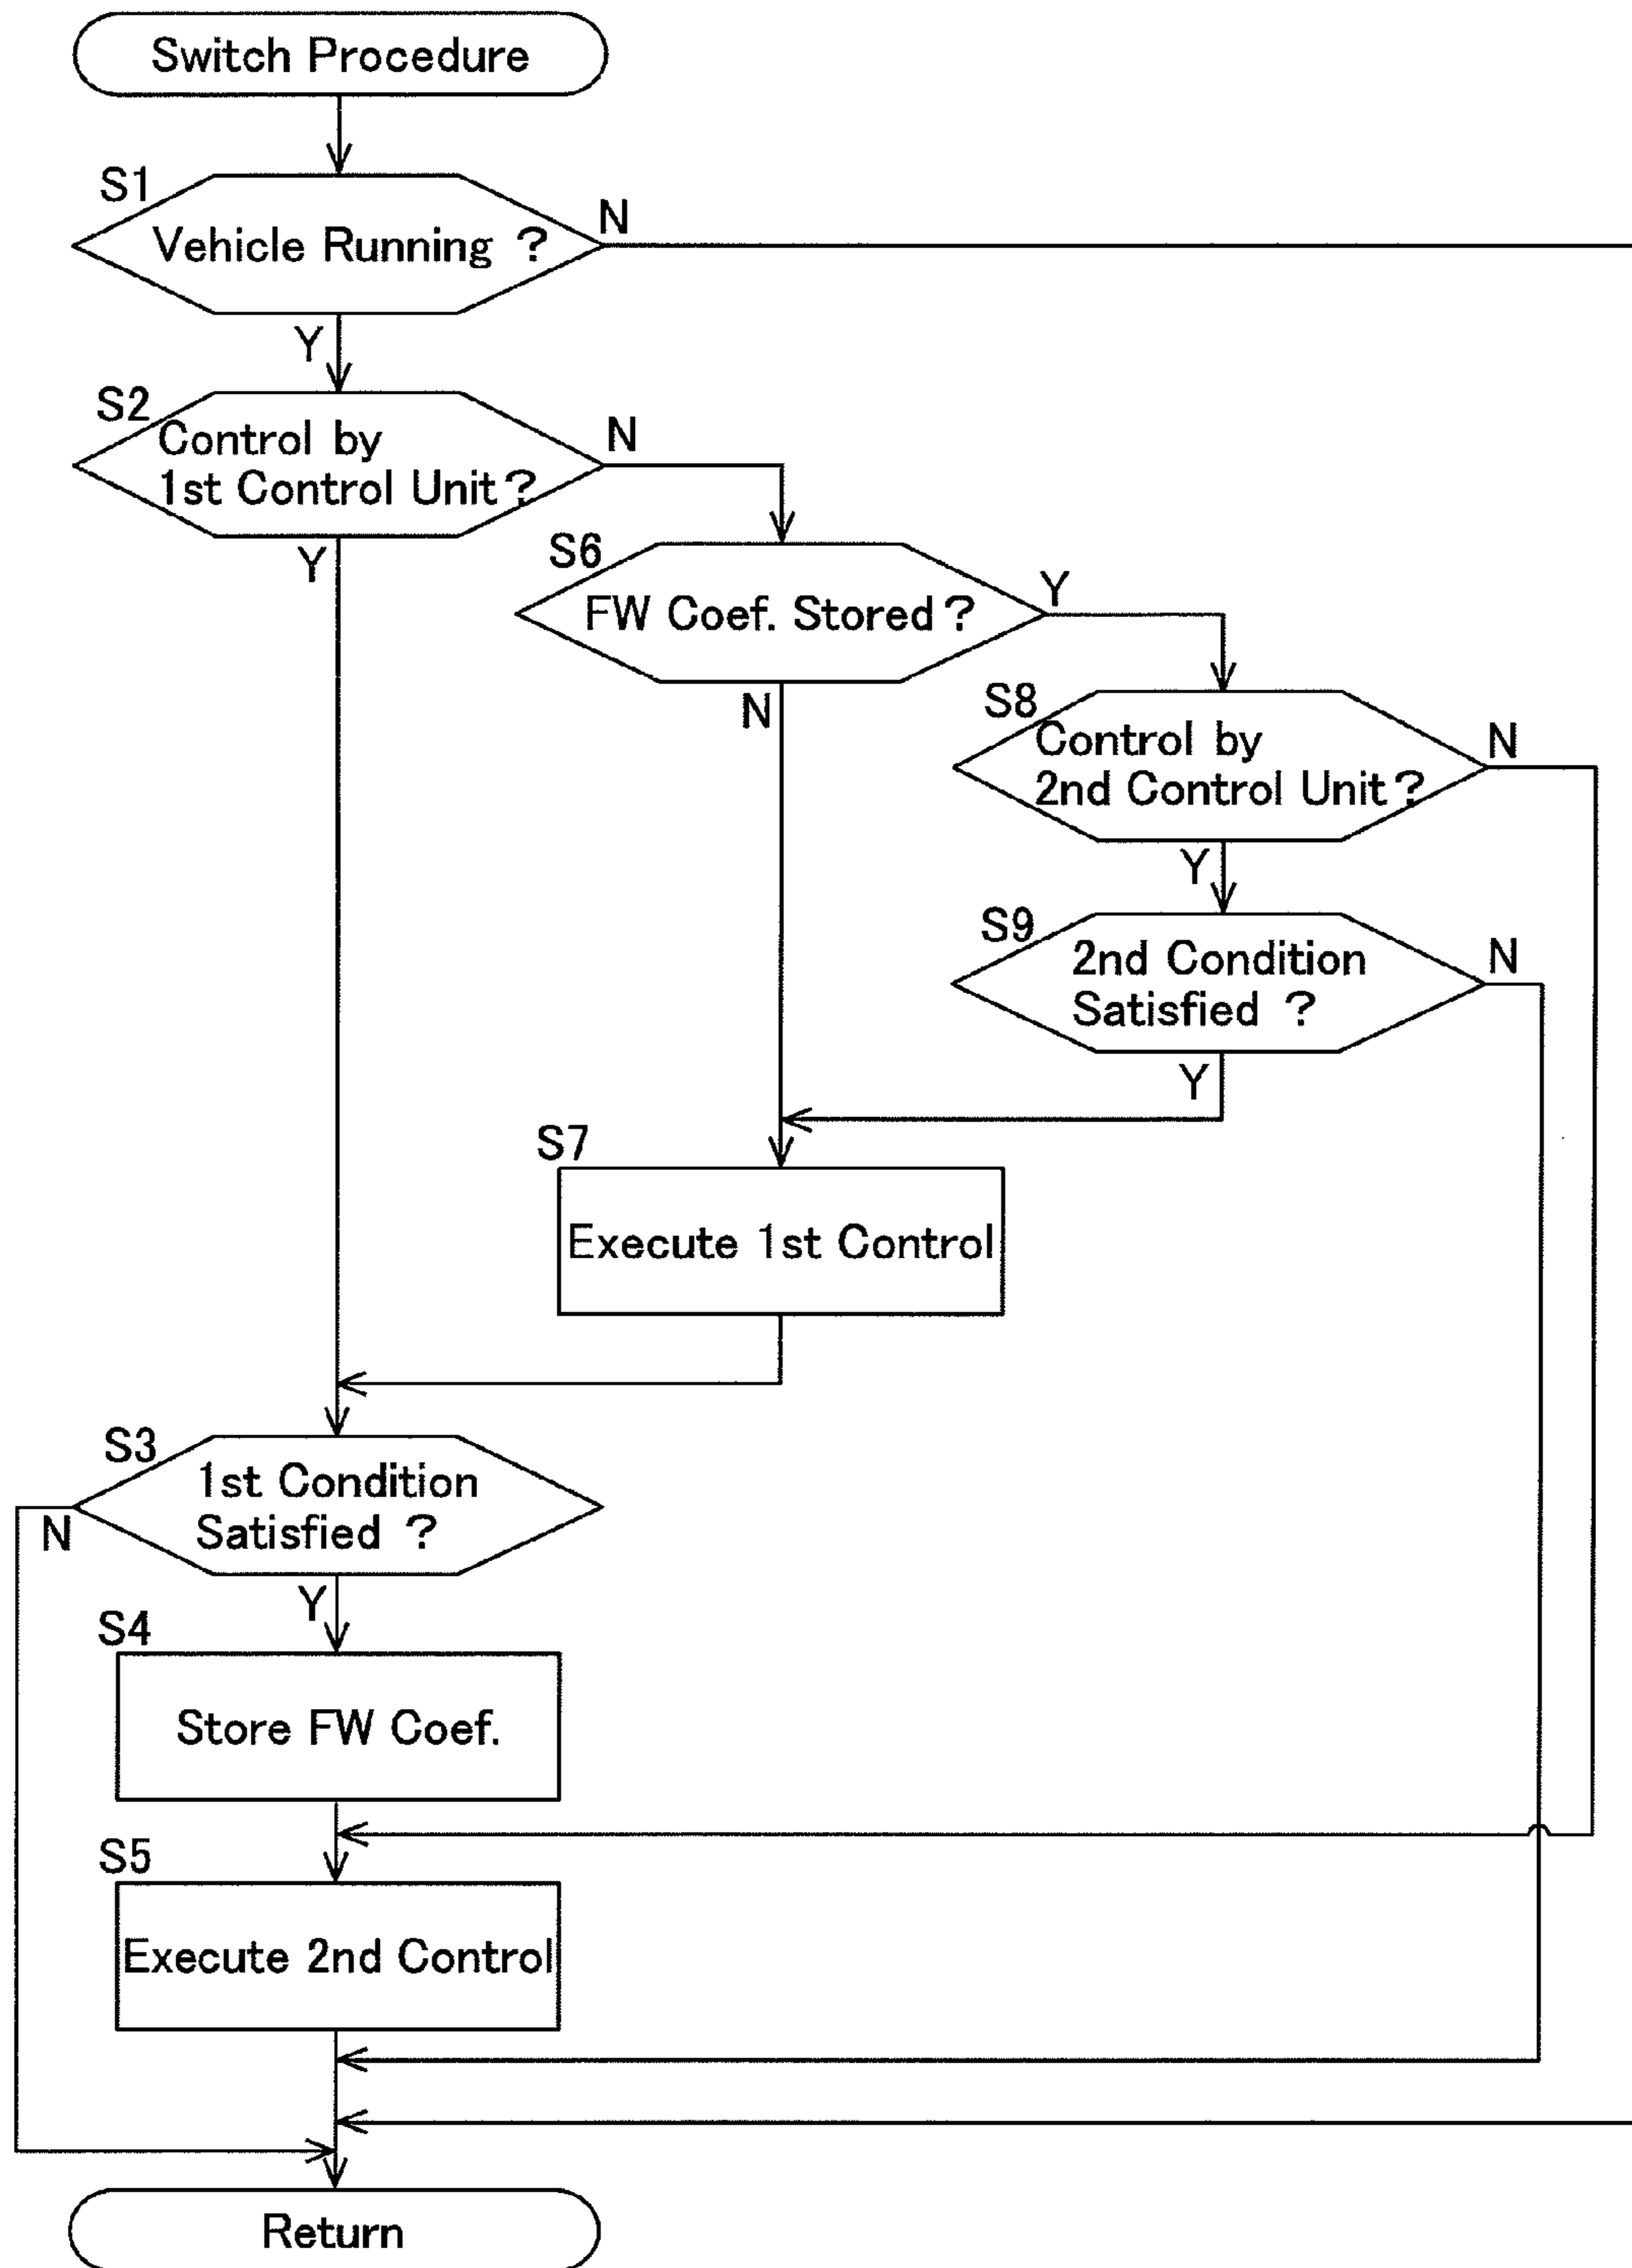 Switch Procedure
S1
Vehicle Running ?
N
Y
S2
Control by
1st Control Unit ?
N
Y
S6
FW Coef. Stored ?
Y
N
S8
Control by
2nd Control Unit ?
N
Y
S9
2nd Condition
Satisfied ?
N
Y
S7
Execute 1st Control
S3
1st Condition
Satisfied ?
N
Y
S4
Store FW Coef.
S5
Execute 2nd Control
Return